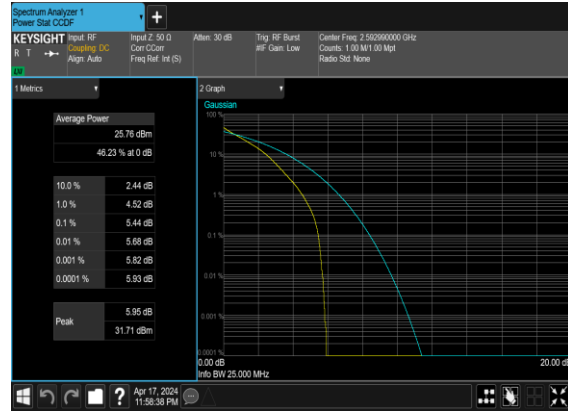 Spectrum Analyzer 1
Power Stat CCDF
KEYSIGHT
R T
LXI
Input: RF
Coupling: DC
Align: Auto
Input Z: 50 Ω
Corr CCorr
Freq Ref: Int (S)
Atten: 30 dB
Trig: RF Burst
#IF Gain: Low
Center Freq: 2.592990000 GHz
Counts: 1.00 M/1.00 Mpt
Radio Std: None
1 Metrics
Average Power
25.76 dBm
46.23 % at 0 dB
10.0 % 2.44 dB
1.0 % 4.52 dB
0.1 % 5.44 dB
0.01 % 5.68 dB
0.001 % 5.82 dB
0.0001 % 5.93 dB
Peak
5.95 dB
31.71 dBm
2 Graph
Gaussian
100 %
10 %
1 %
0.1 %
0.01 %
0.001 %
0.0001 %
0.00 dB
20.00 dB
Info BW 25.000 MHz
?
Apr 17, 2024
11:58:38 PM